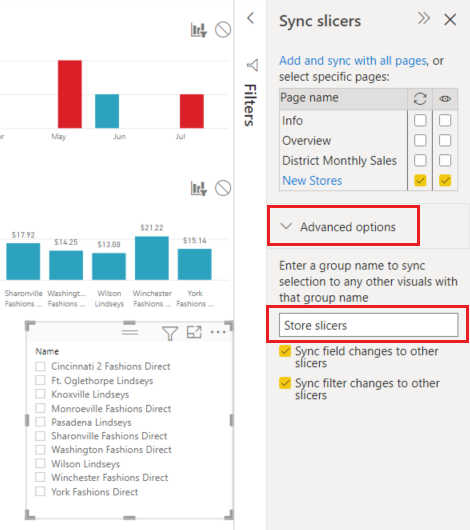 May
Jun
Jul
$17.92
$14.25
$13.08
$21.22
$15.14
Sharonville Washingt... Wilson Winchester York
Fashions ... Fashions ... Lindseys Fashions ... Fashions ...
Name
Cincinnati 2 Fashions Direct
Ft. Oglethorpe Lindseys
Knoxville Lindseys
Monroeville Fashions Direct
Pasadena Lindseys
Sharonville Fashions Direct
Washington Fashions Direct
Wilson Lindseys
Winchester Fashions Direct
York Fashions Direct
Filters
Sync slicers
Add and sync with all pages, or
select specific pages:
Page name
Info
Overview
District Monthly Sales
New Stores
Advanced options
Enter a group name to sync
selection to any other visuals with
that group name
Store slicers
Sync field changes to other
slicers
Sync filter changes to other
slicers